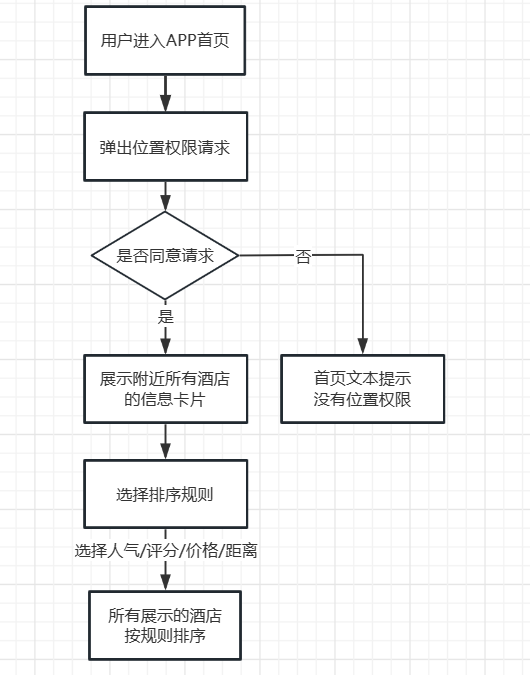 用户进入APP首页
弹出位置权限请求
是否同意请求
否
是
展示附近所有酒店
的信息卡片
首页文本提示
没有位置权限
选择排序规则
选择人气/评分/价格/距离
所有展示的酒店
按规则排序